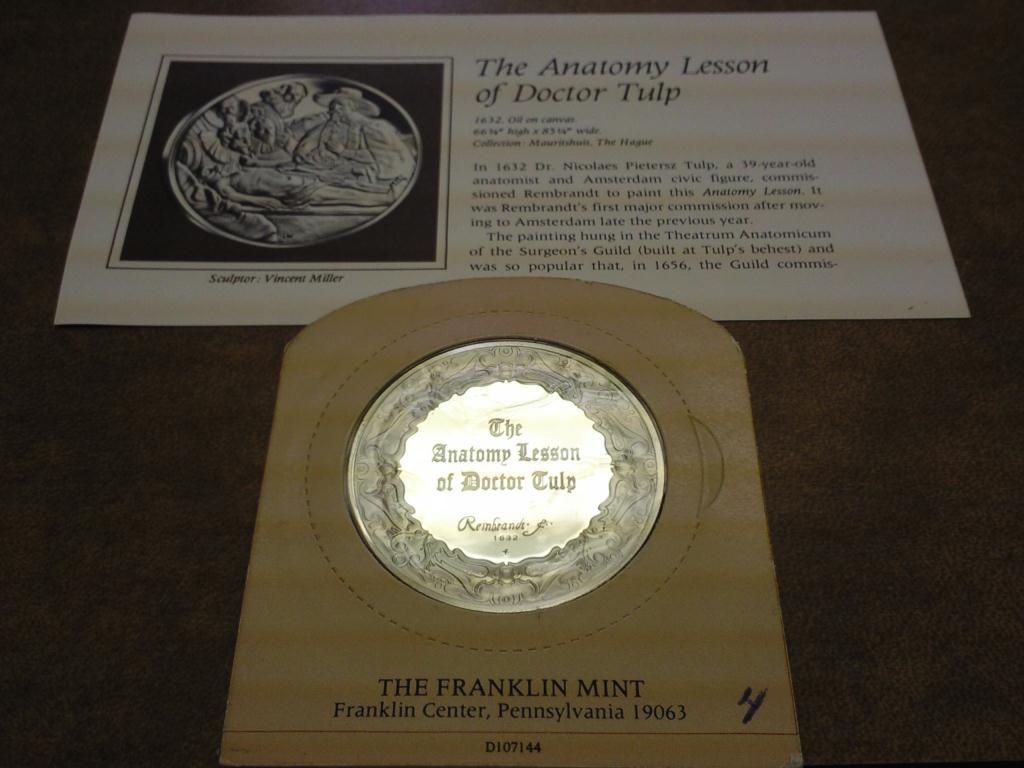 The Anatomy Lesson
of Doctor Tulp
1632. Oil on canvas.
66¾" high x 85¼" wide.
Collection: Mauritshuis, The Hague
In 1632 Dr. Nicolaes Pietersz Tulp, a 39-year-old
anatomist and Amsterdam civic figure, commis-
sioned Rembrandt to paint this Anatomy Lesson. It
was Rembrandt's first major commission after mov-
ing to Amsterdam late the previous year.
The painting hung in the Theatrum Anatomicum
of the Surgeon's Guild (built at Tulp's behest) and
was so popular that, in 1656, the Guild commis-
Sculptor: Vincent Miller
The
Anatomy Lesson
of Doctor Tulp
Rembrandt. f.
1632
4
THE FRANKLIN MINT
Franklin Center, Pennsylvania 19063
4
D107144